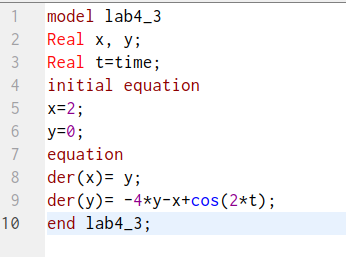 1 model lab4_3
2 Real x, y;
3 Real t=time;
4 initial equation
5 x=2;
6 y=0;
7 equation
8 der(x)= y;
9 der(y)= -4*y-x+cos(2*t);
10 end lab4_3;